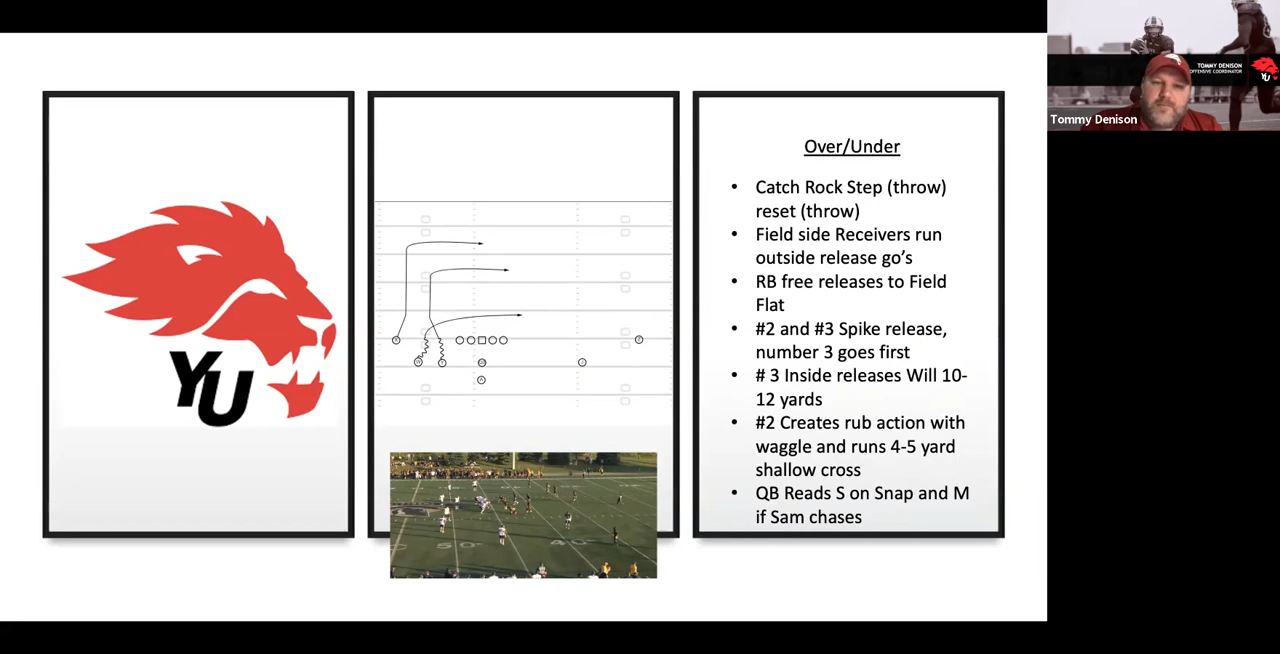 TOMMY DENISON
OFFENSIVE COORDINATOR
YU
Tommy Denison
YU
Over/Under
• Catch Rock Step (throw)
reset (throw)
• Field side Receivers run
outside release go's
• RB free releases to Field
Flat
• #2 and #3 Spike release,
number 3 goes first
• # 3 Inside releases Will 10-
12 yards
• #2 Creates rub action with
waggle and runs 4-5 yard
shallow cross
• QB Reads S on Snap and M
if Sam chases